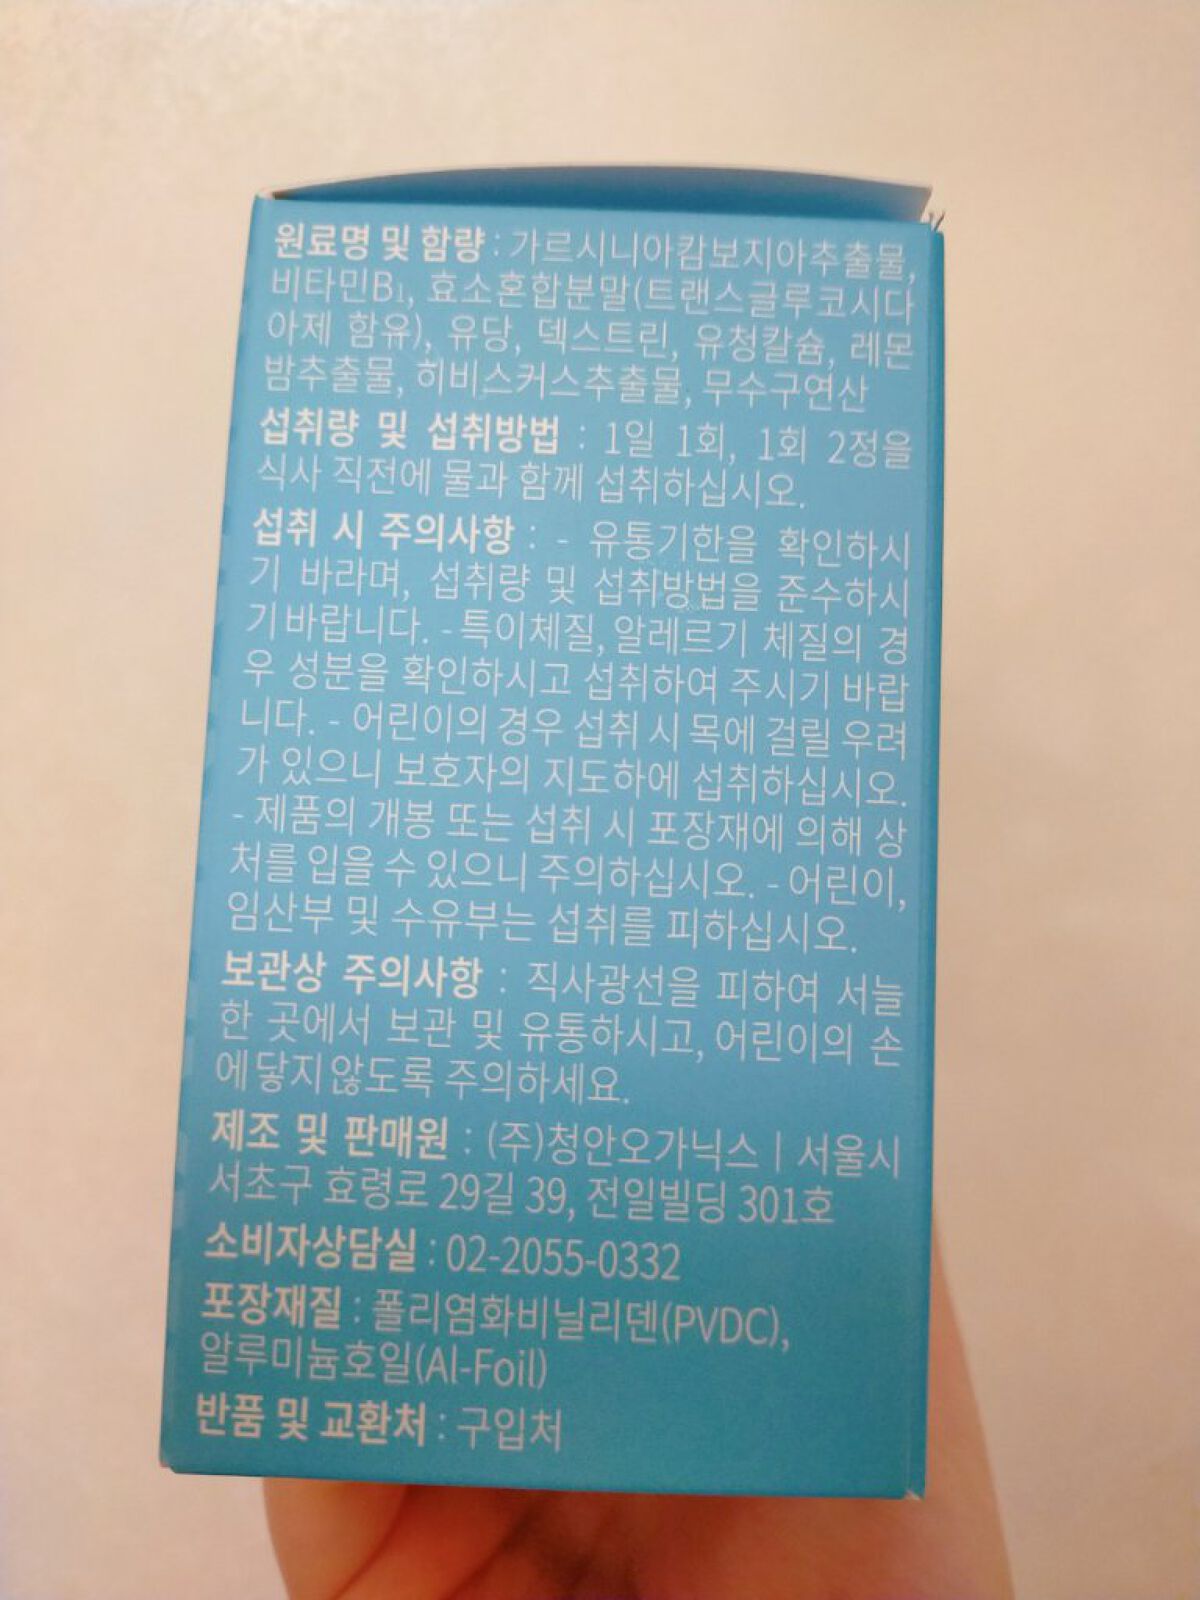 원료명 및 함량 : 가르시니아캄보지아추출물,
비타민B₁, 효소혼합분말(트랜스글루코시다
아제 함유), 유당, 덱스트린, 유청칼슘, 레몬
밤추출물, 히비스커스추출물, 무수구연산
섭취량 및 섭취방법 : 1일 1회, 1회 2정을
식사 직전에 물과 함께 섭취하십시오.
섭취 시 주의사항 : - 유통기한을 확인하시
기 바라며, 섭취량 및 섭취방법을 준수하시
기 바랍니다. - 특이체질, 알레르기 체질의 경
우 성분을 확인하시고 섭취하여 주시기 바랍
니다. - 어린이의 경우 섭취 시 목에 걸릴 우려
가 있으니 보호자의 지도하에 섭취하십시오.
- 제품의 개봉 또는 섭취 시 포장재에 의해 상
처를 입을 수 있으니 주의하십시오. - 어린이,
임산부 및 수유부는 섭취를 피하십시오.
보관상 주의사항 : 직사광선을 피하여 서늘
한 곳에서 보관 및 유통하시고, 어린이의 손
에 닿지 않도록 주의하세요.
제조 및 판매원 : (주)청안오가닉스 | 서울시
서초구 효령로 29길 39, 전일빌딩 301호
소비자상담실 : 02-2055-0332
포장재질 : 폴리염화비닐리덴(PVDC),
알루미늄호일(Al-Foil)
반품 및 교환처 : 구입처